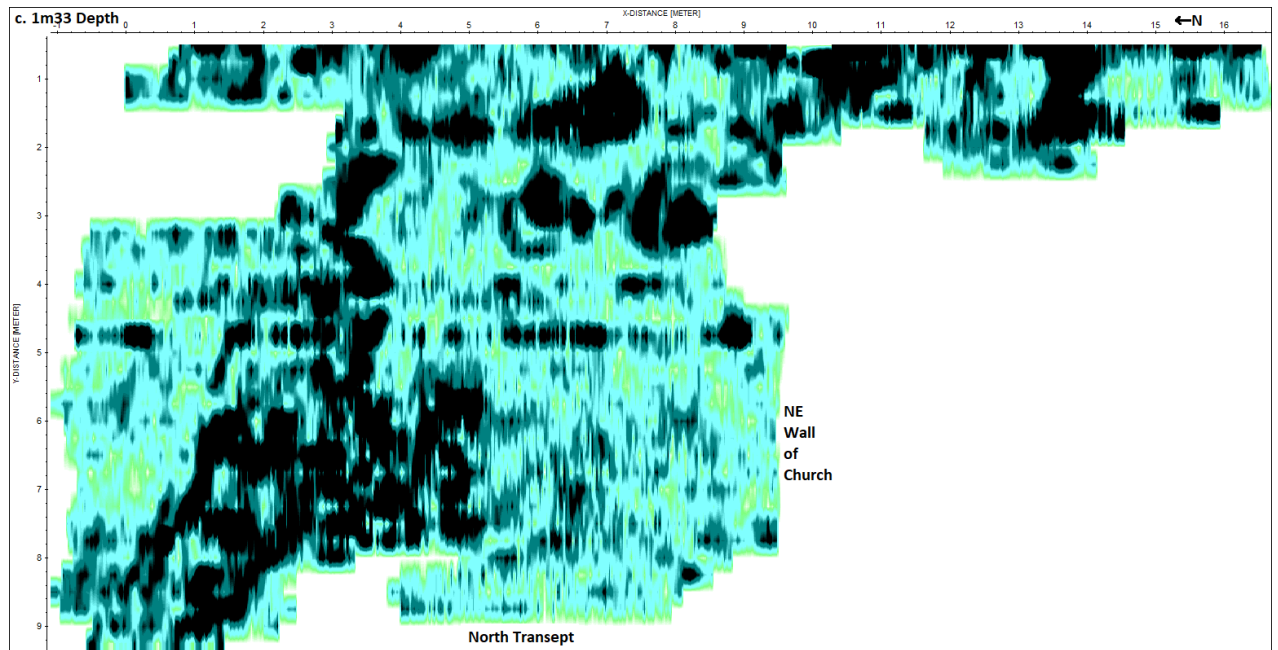 c. 1m33 Depth
X-DISTANCE [METER]
←N
-1 0 1 2 3 4 5 6 7 8 9 10 11 12 13 14 15 16
Y-DISTANCE [METER]
1
2
3
4
5
6
7
8
9
NE
Wall
of
Church
North Transept